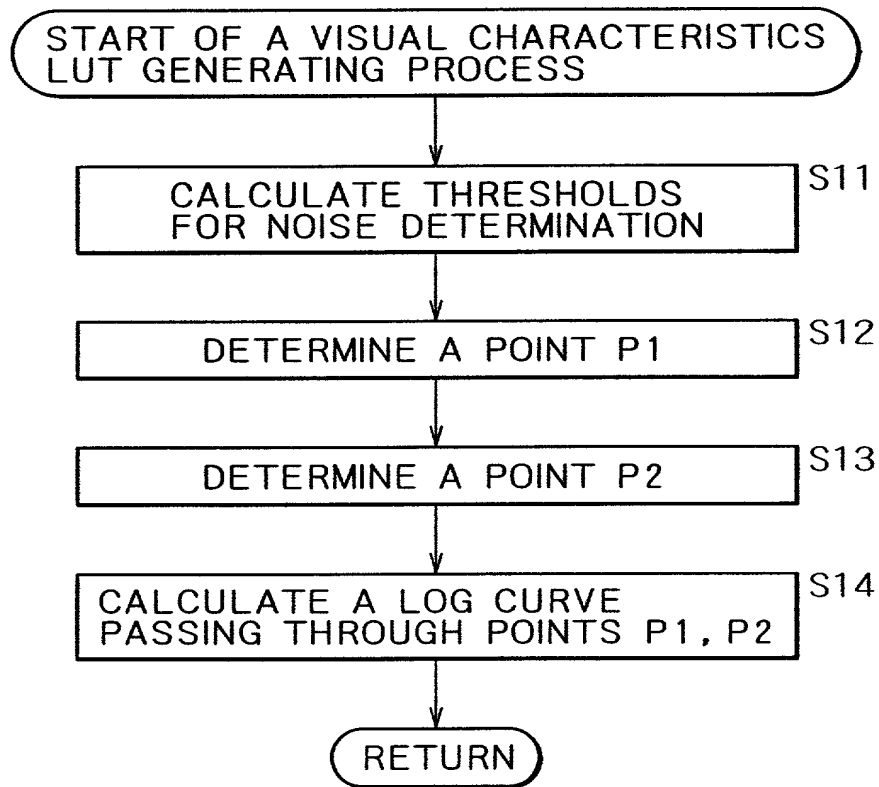 START OF A VISUAL CHARACTERISTICS
LUT GENERATING PROCESS
S11
CALCULATE THRESHOLDS
FOR NOISE DETERMINATION
S12
DETERMINE A POINT P1
S13
DETERMINE A POINT P2
S14
CALCULATE A LOG CURVE
PASSING THROUGH POINTS P1, P2
RETURN